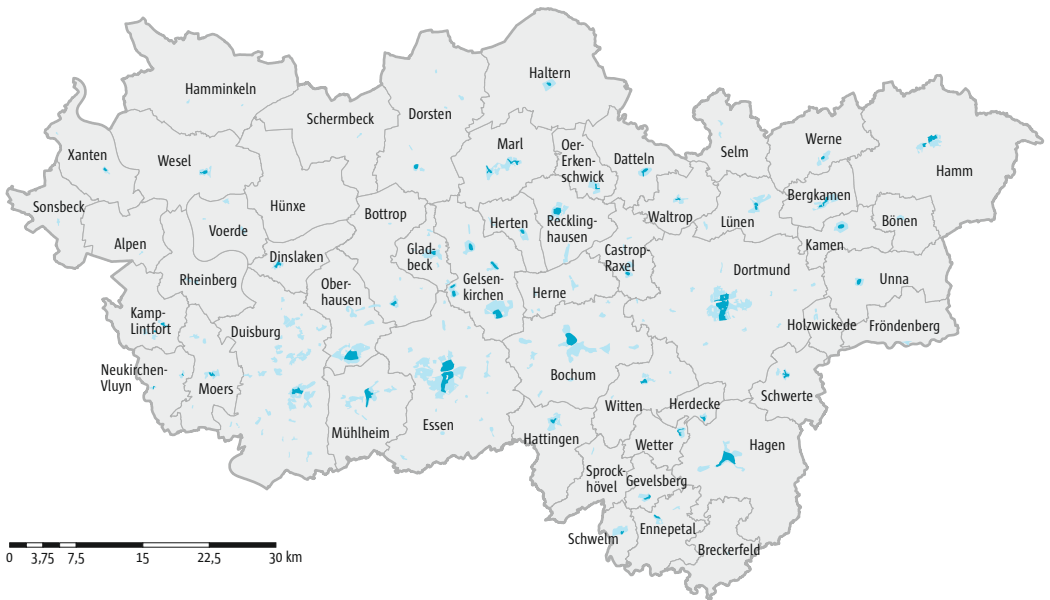 Haltern
Hamminkeln
Dorsten
Schermbeck
Marl
Oer-
Erken-
schwick
Datteln
Selm
Werne
Hamm
Xanten
Wesel
Sonsbeck
Hünxe
Bottrop
Herten
Reckling-
hausen
Waltrop
Lünen
Bergkamen
Bönen
Voerde
Alpen
Dinslaken
Glad-
beck
Castrop-
Raxel
Kamen
Rheinberg
Ober-
hausen
Gelsen-
kirchen
Herne
Dortmund
Unna
Kamp-
Lintfort
Duisburg
Holzwickede
Fröndenberg
Neukirchen-
Vluyn
Moers
Bochum
Schwerte
Mühlheim
Essen
Hattingen
Witten
Herdecke
Wetter
Hagen
Sprock-
hövel
Gevelsberg
Schwelm
Ennepetal
Breckerfeld
0 3,75 7,5 15 22,5 30 km